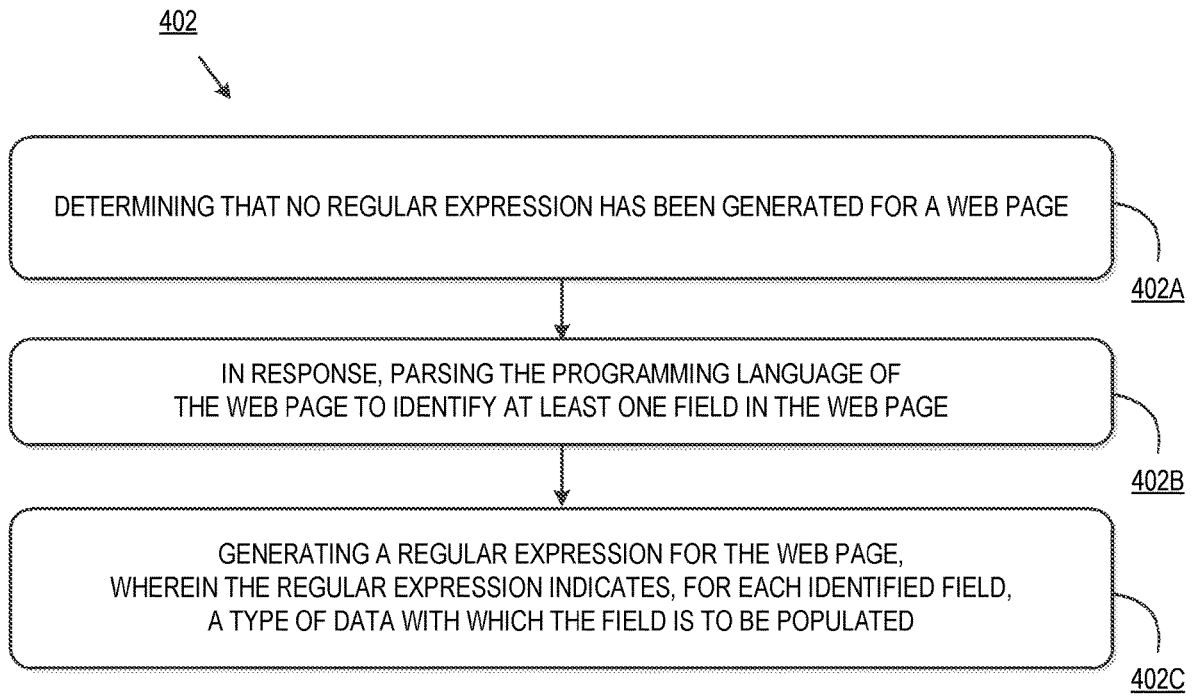 402
DETERMINING THAT NO REGULAR EXPRESSION HAS BEEN GENERATED FOR A WEB PAGE
402A
IN RESPONSE, PARSING THE PROGRAMMING LANGUAGE OF
THE WEB PAGE TO IDENTIFY AT LEAST ONE FIELD IN THE WEB PAGE
402B
GENERATING A REGULAR EXPRESSION FOR THE WEB PAGE,
WHEREIN THE REGULAR EXPRESSION INDICATES, FOR EACH IDENTIFIED FIELD,
A TYPE OF DATA WITH WHICH THE FIELD IS TO BE POPULATED
402C